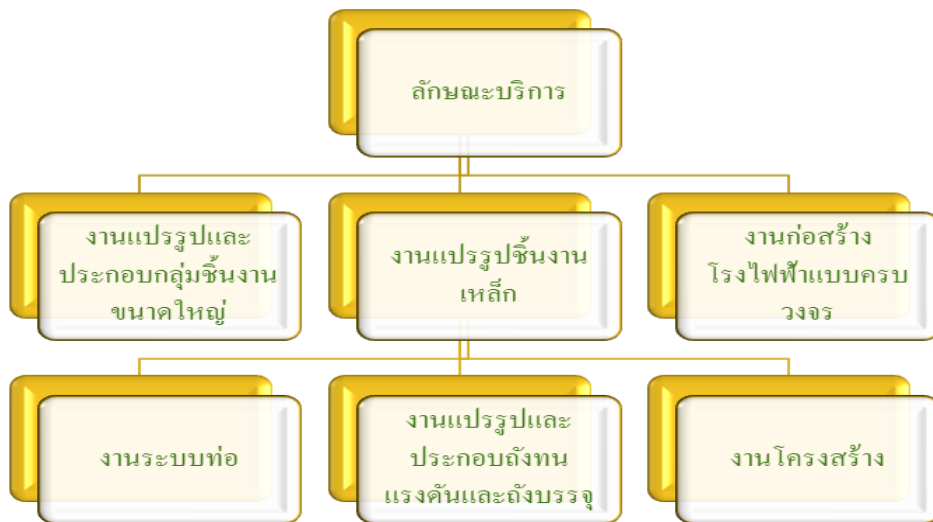 ลักษณะบริการ
งานแปรรูปและ
ประกอบกลุ่มชิ้นงาน
ขนาดใหญ่
งานแปรรูปชิ้นงาน
เหล็ก
งานก่อสร้าง
โรงไฟฟ้าแบบครบ
วงจร
งานระบบท่อ
งานแปรรูปและ
ประกอบถังทน
แรงดันและถังบรรจุ
งานโครงสร้าง